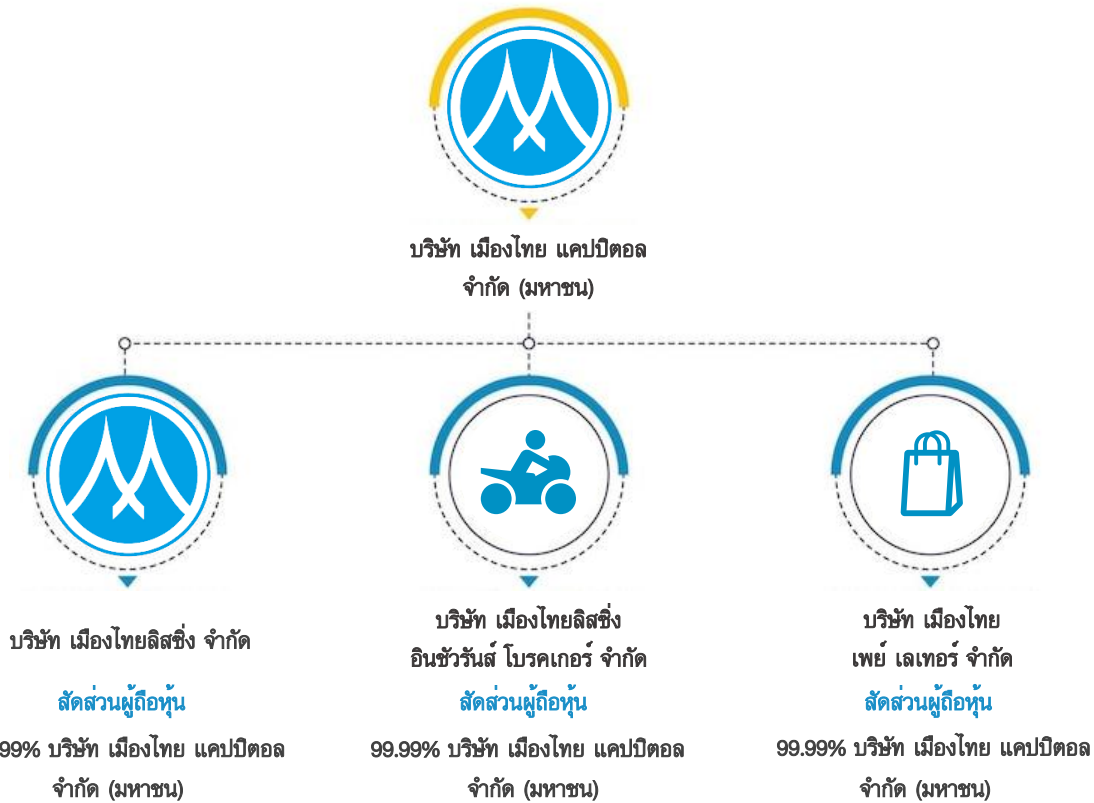 บริษัท เมืองไทย แคปปิตอล
จำกัด (มหาชน)
บริษัท เมืองไทยลิสซิ่ง จำกัด
สัดส่วนผู้ถือหุ้น
99% บริษัท เมืองไทย แคปปิตอล
จำกัด (มหาชน)
บริษัท เมืองไทยลิสซิ่ง
อินชัวรันส์ โบรคเกอร์ จำกัด
สัดส่วนผู้ถือหุ้น
99.99% บริษัท เมืองไทย แคปปิตอล
จำกัด (มหาชน)
บริษัท เมืองไทย
เพย์ เลเทอร์ จำกัด
สัดส่วนผู้ถือหุ้น
99.99% บริษัท เมืองไทย แคปปิตอล
จำกัด (มหาชน)